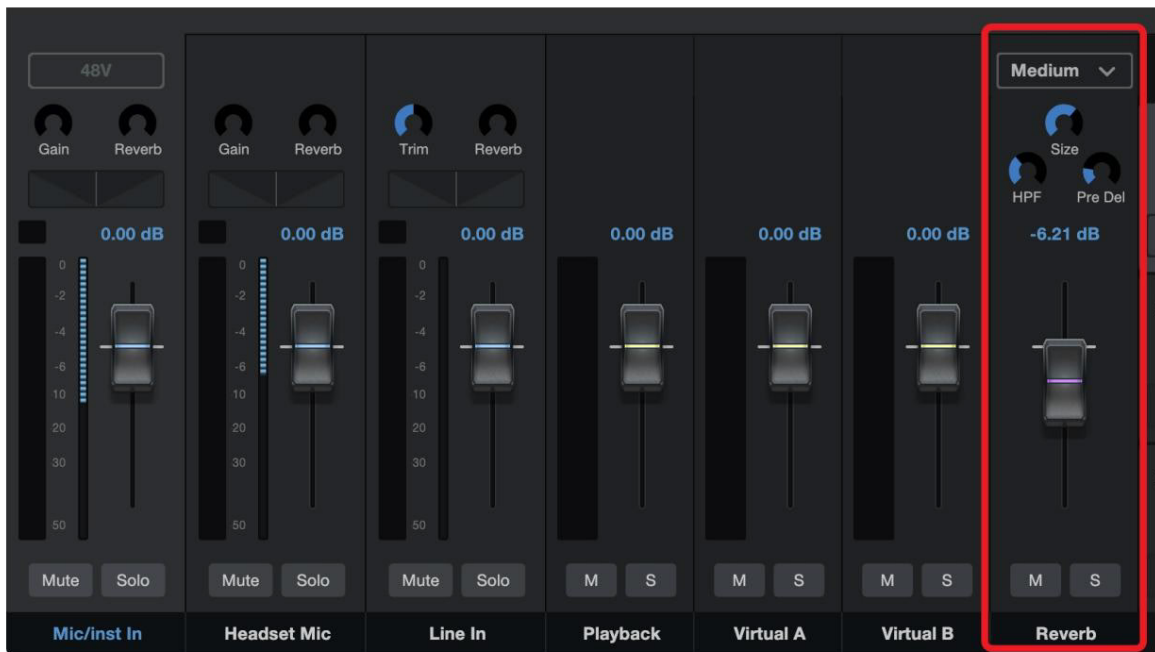 48V
Medium
Gain Reverb Gain Reverb Trim Reverb Size
HPF Pre Del
0.00 dB 0.00 dB 0.00 dB 0.00 dB 0.00 dB 0.00 dB -6.21 dB
0 0 0
-2 -2 -2
-4 -4 -4
-6 -6 -6
10 10 10
20 20 20
30 30 30
50 50 50
Mute Solo Mute Solo Mute Solo M S M S M S M S
Mic/inst In Headset Mic Line In Playback Virtual A Virtual B Reverb